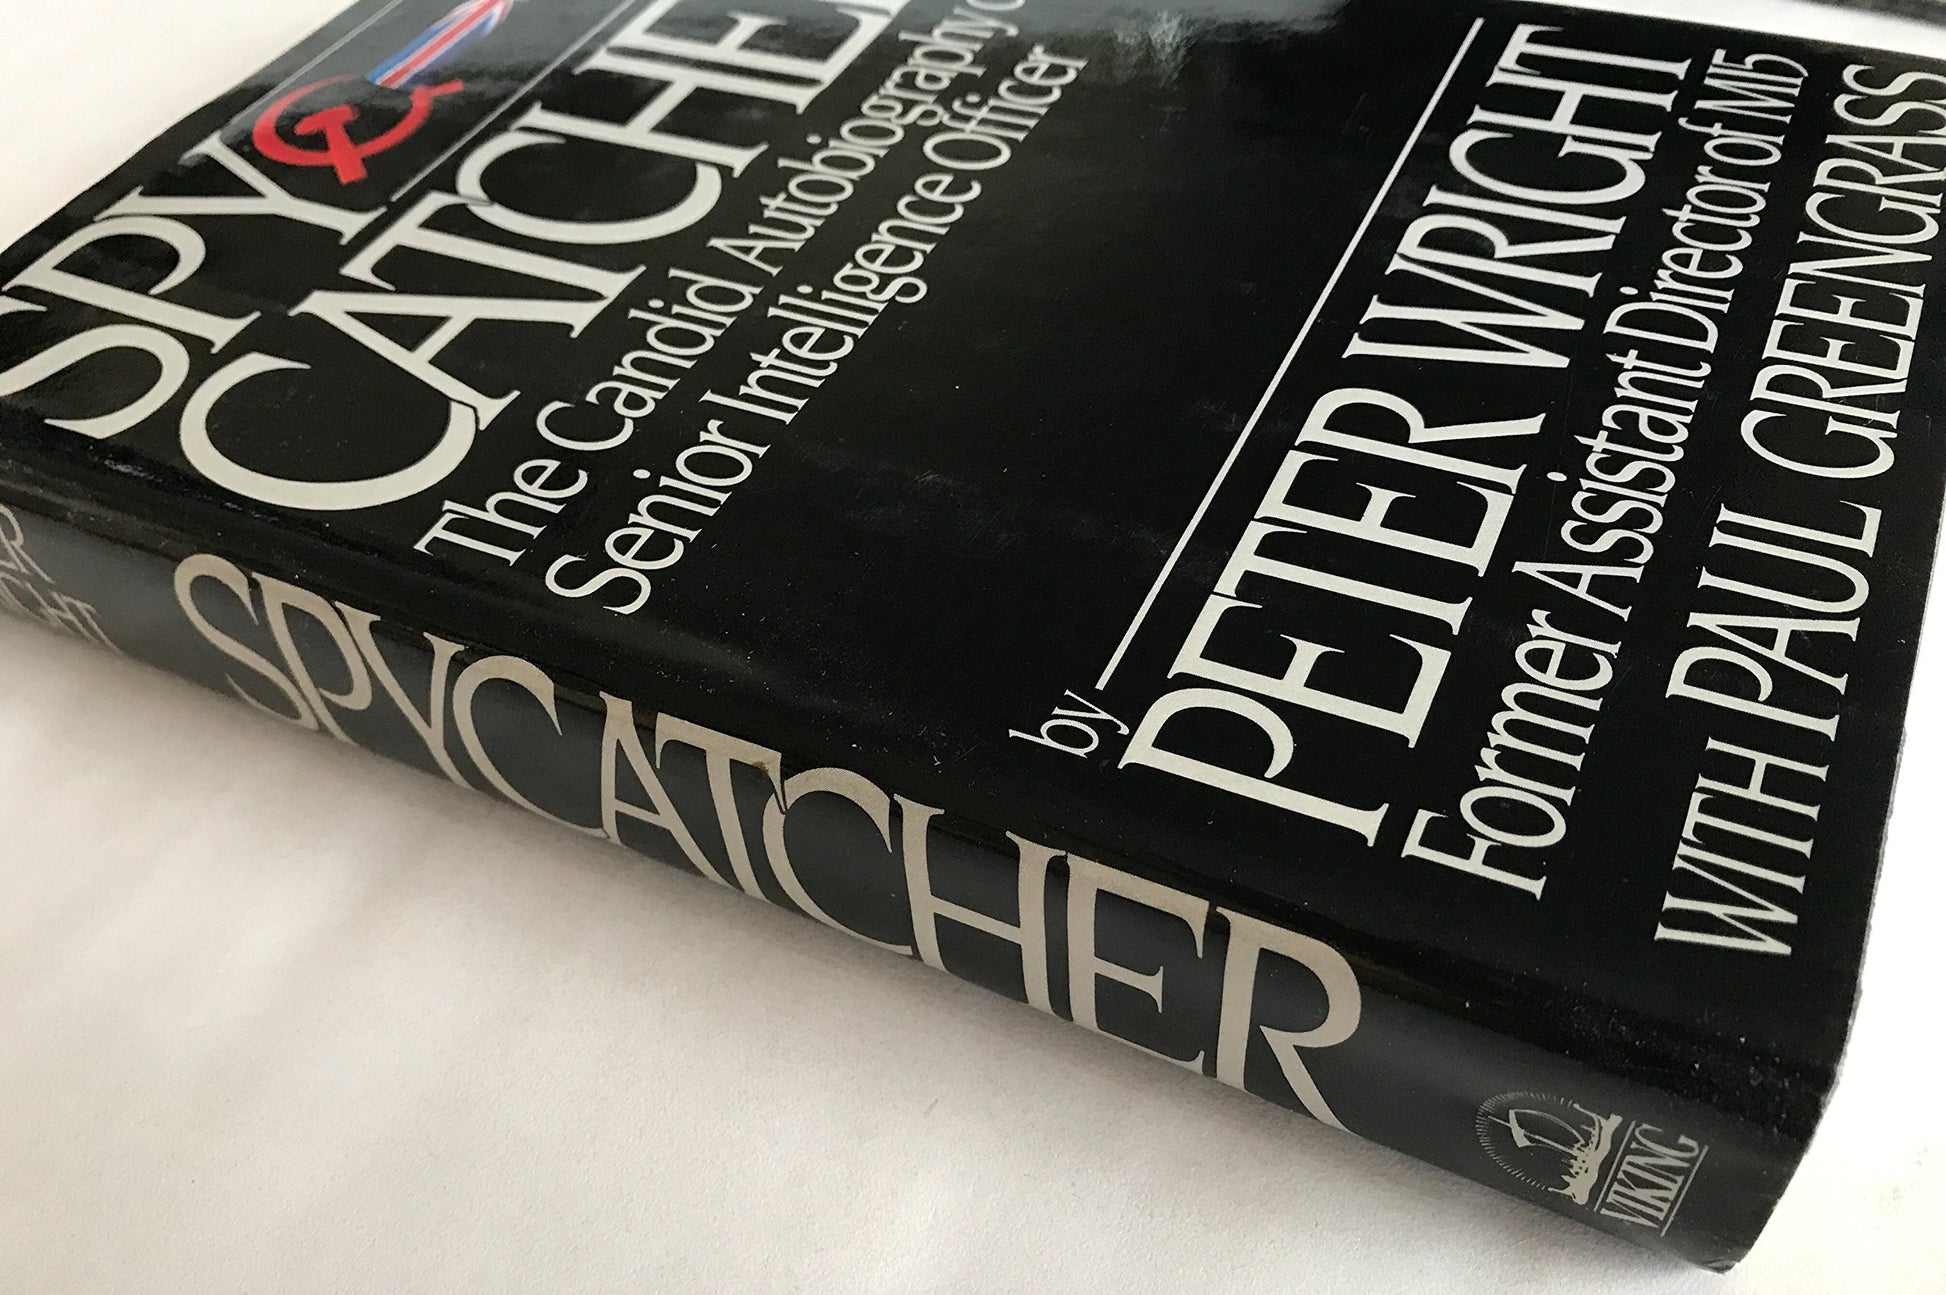 SPY
CATCHER
The Candid Autobiography of
Senior Intelligence Officer
by
PETER WRIGHT
Former Assistant Director of MI5
WITH PAUL GREENGRASS
SPYCATCHER
VIKING